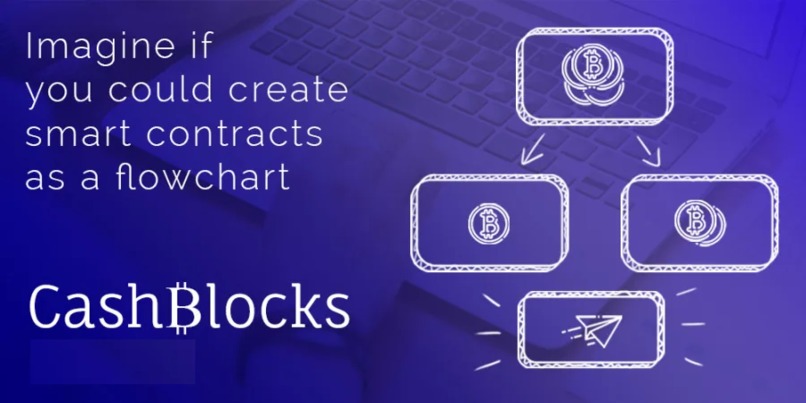 Imagine if
you could create
smart contracts
as a flowchart
CashBlocks